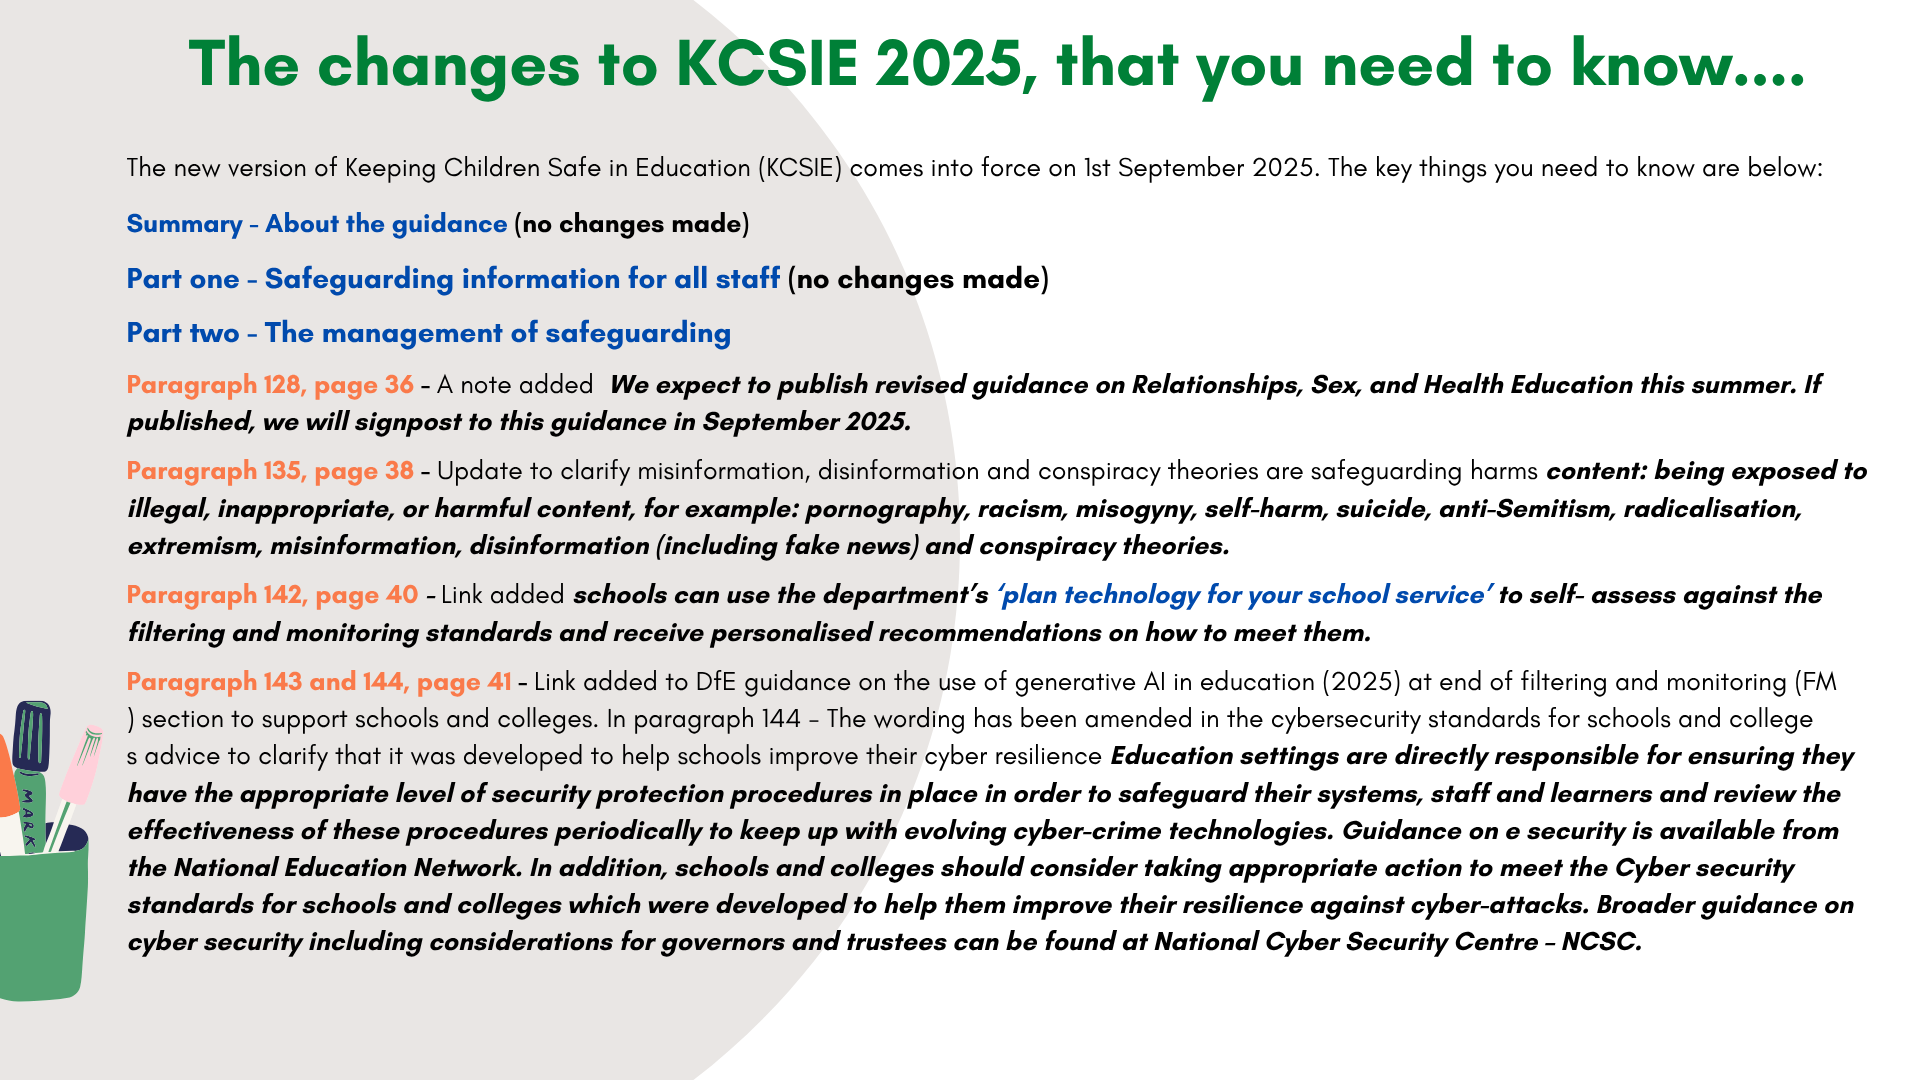 The changes to KCSIE 2025, that you need to know....
The new version of Keeping Children Safe in Education (KCSIE) comes into force on 1st September 2025. The key things you need to know are below:
Summary - About the guidance (no changes made)
Part one - Safeguarding information for all staff (no changes made)
Part two - The management of safeguarding
Paragraph 128, page 36 - A note added We expect to publish revised guidance on Relationships, Sex, and Health Education this summer. If
published, we will signpost to this guidance in September 2025.
Paragraph 135, page 38 - Update to clarify misinformation, disinformation and conspiracy theories are safeguarding harms content: being exposed to
illegal, inappropriate, or harmful content, for example: pornography, racism, misogyny, self-harm, suicide, anti-Semitism, radicalisation,
extremism, misinformation, disinformation (including fake news) and conspiracy theories.
Paragraph 142, page 40 - Link added schools can use the department's 'plan technology for your school service' to self- assess against the
filtering and monitoring standards and receive personalised recommendations on how to meet them.
Paragraph 143 and 144, page 41 - Link added to DfE guidance on the use of generative AI in education (2025) at end of filtering and monitoring (FM
) section to support schools and colleges. In paragraph 144 – The wording has been amended in the cybersecurity standards for schools and college
s advice to clarify that it was developed to help schools improve their cyber resilience Education settings are directly responsible for ensuring they
have the appropriate level of security protection procedures in place in order to safeguard their systems, staff and learners and review the
effectiveness of these procedures periodically to keep up with evolving cyber-crime technologies. Guidance on e security is available from
the National Education Network. In addition, schools and colleges should consider taking appropriate action to meet the Cyber security
standards for schools and colleges which were developed to help them improve their resilience against cyber-attacks. Broader guidance on
cyber security including considerations for governors and trustees can be found at National Cyber Security Centre – NCSC.
MARK